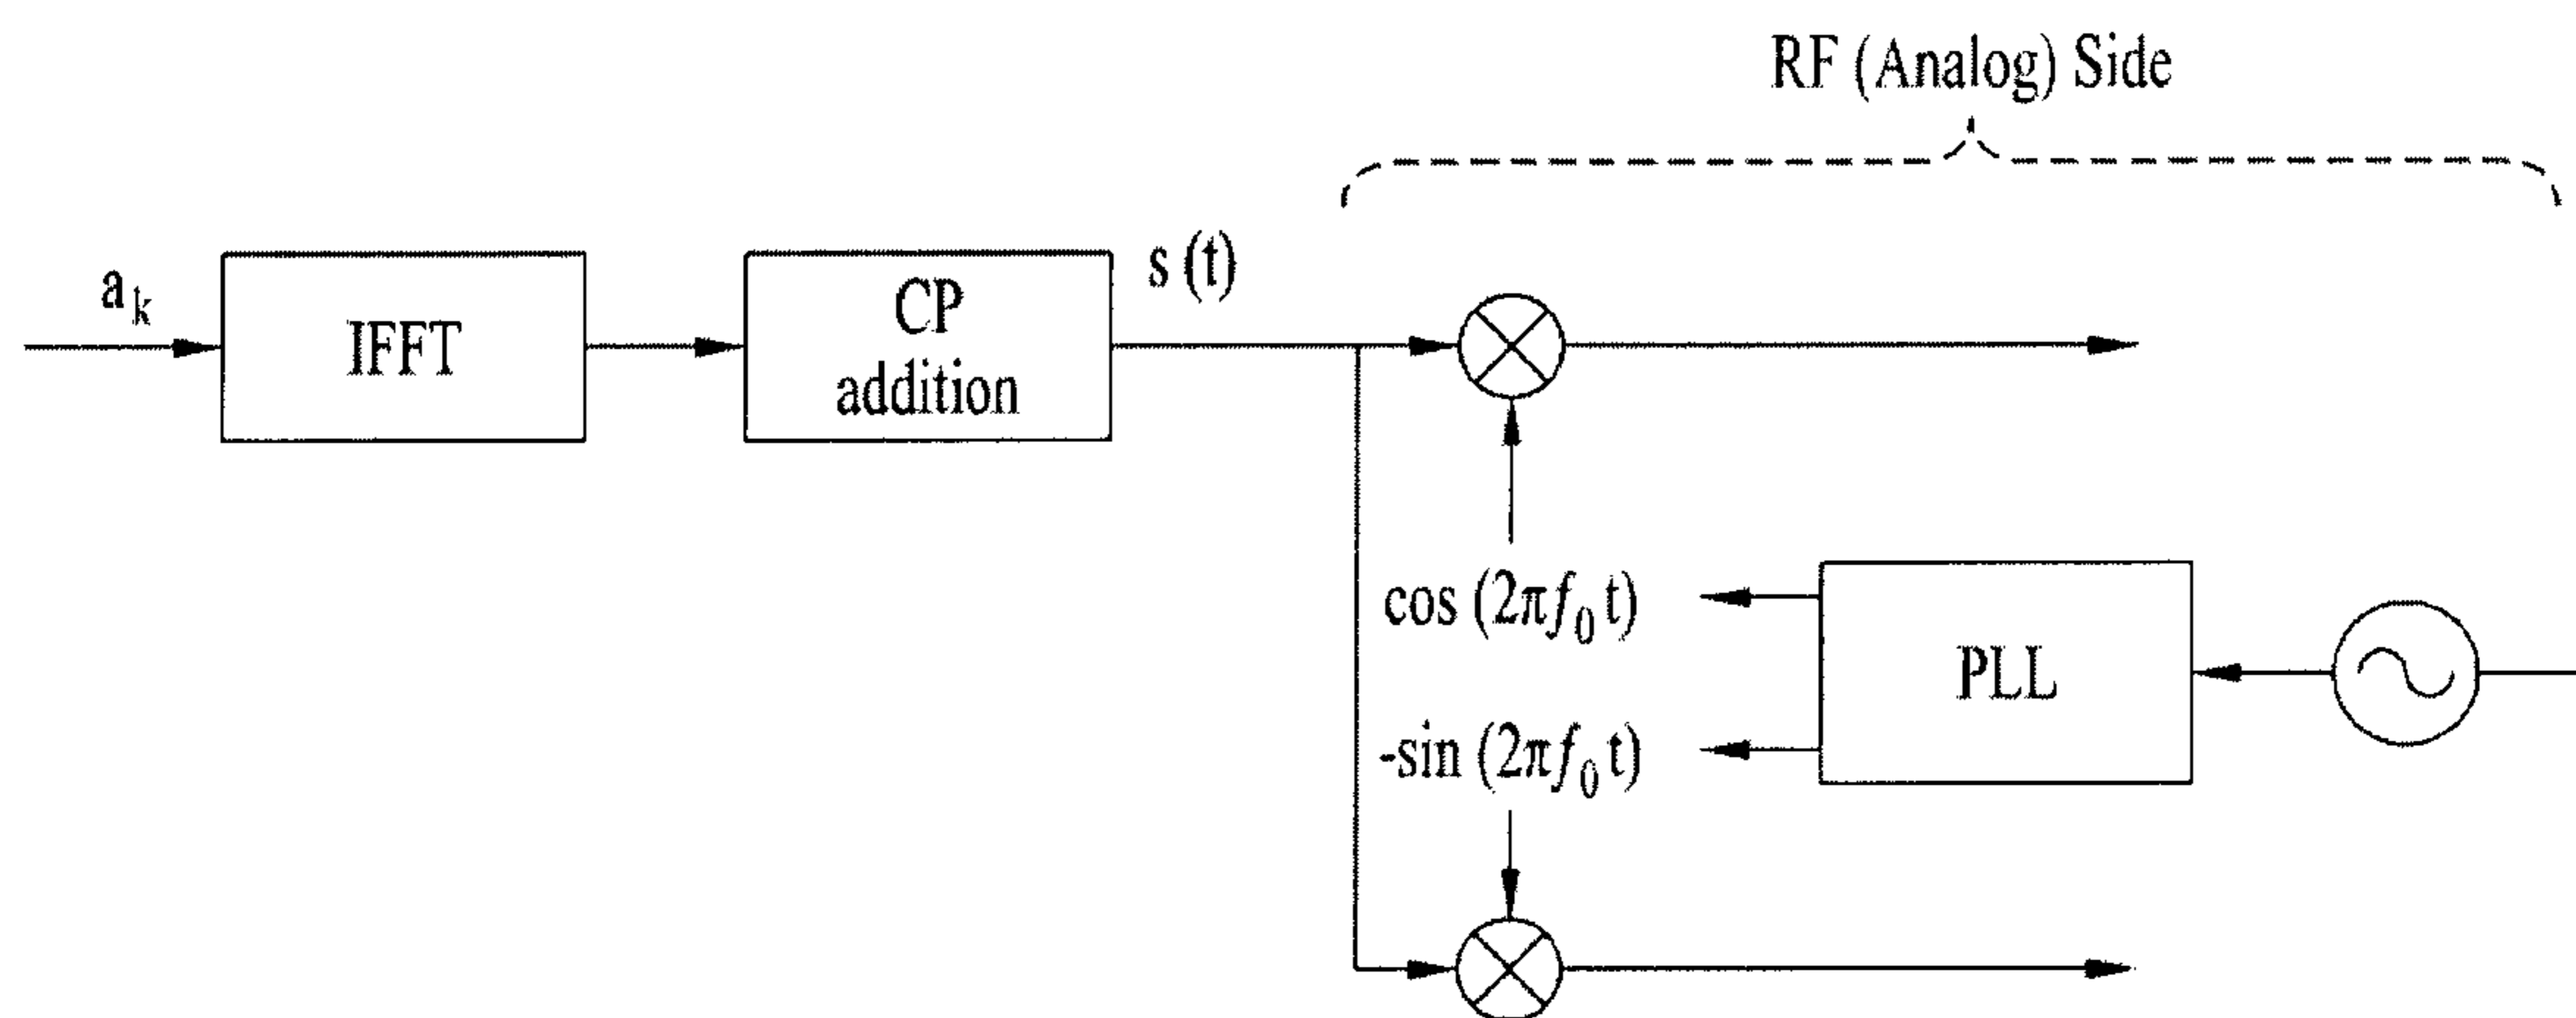 RF (Analog) Side
a_k
IFFT
CP
addition
s (t)
cos (2πf_0 t)
-sin (2πf_0 t)
PLL